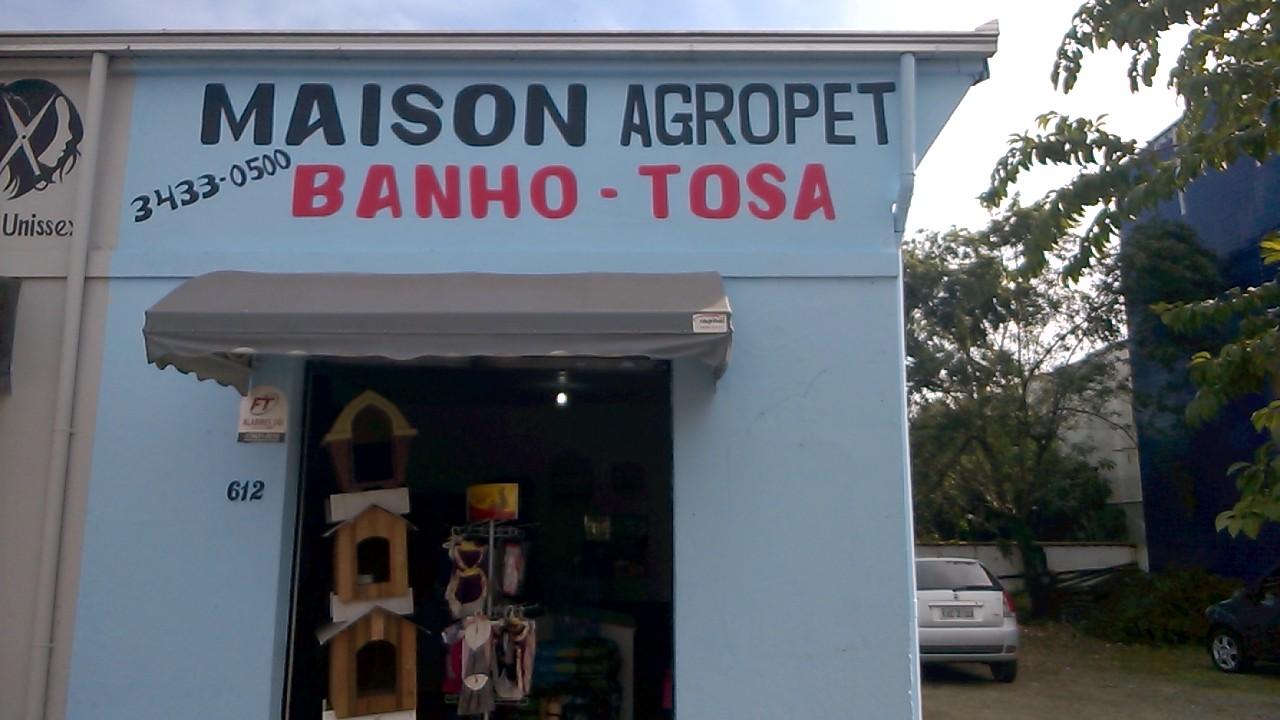 MAISON AGROPET
3433-0500
BANHO - TOSA
Unissex
FT
612